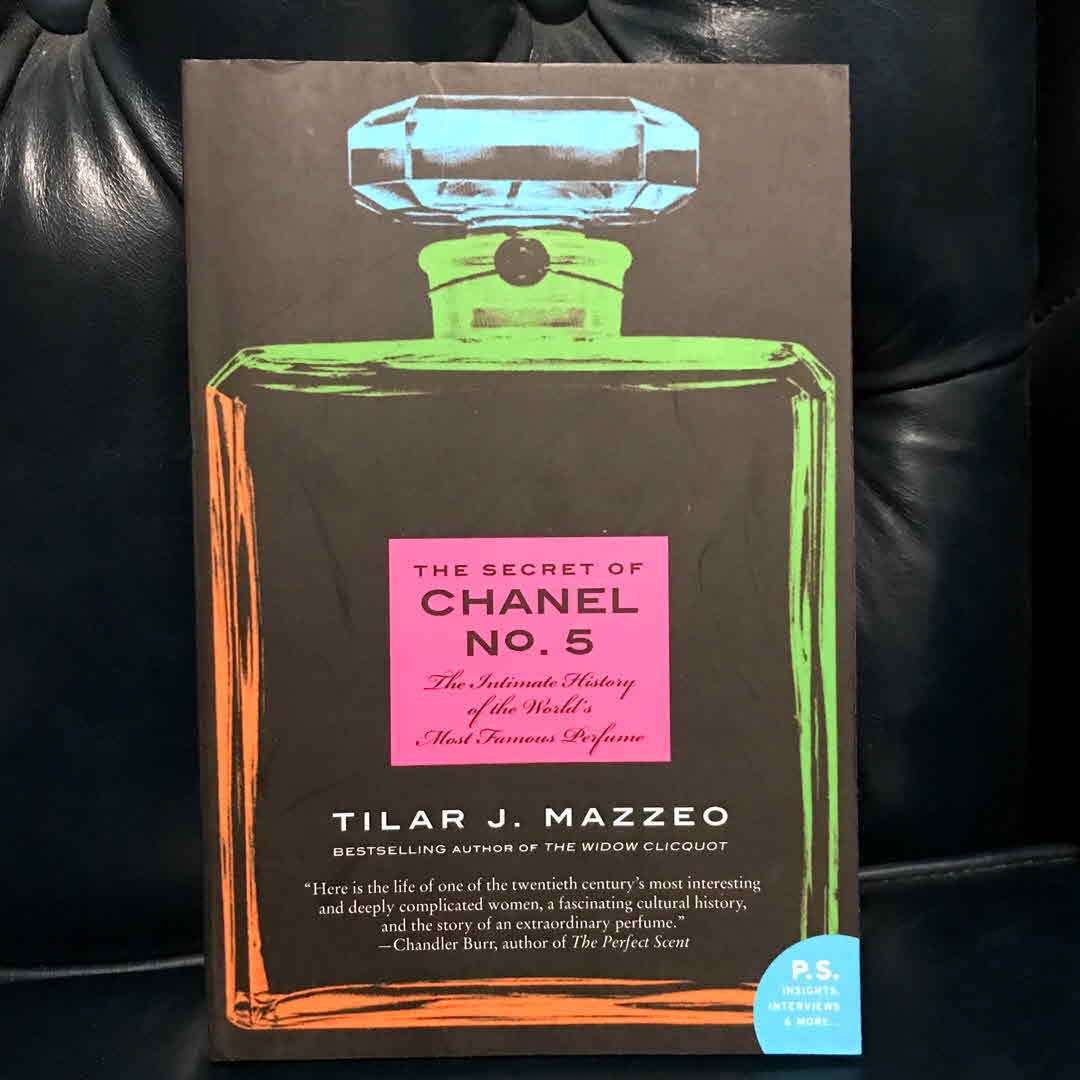 THE SECRET OF
CHANEL
No. 5
The Intimate History
of the World's
Most Famous Perfume
TILAR J. MAZZEO
BESTSELLING AUTHOR OF THE WIDOW CLICQUOT
“Here is the life of one of the twentieth century’s most interesting
and deeply complicated women, a fascinating cultural history,
and the story of an extraordinary perfume.”
—Chandler Burr, author of The Perfect Scent
P.S.
INSIGHTS,
INTERVIEWS
& MORE...